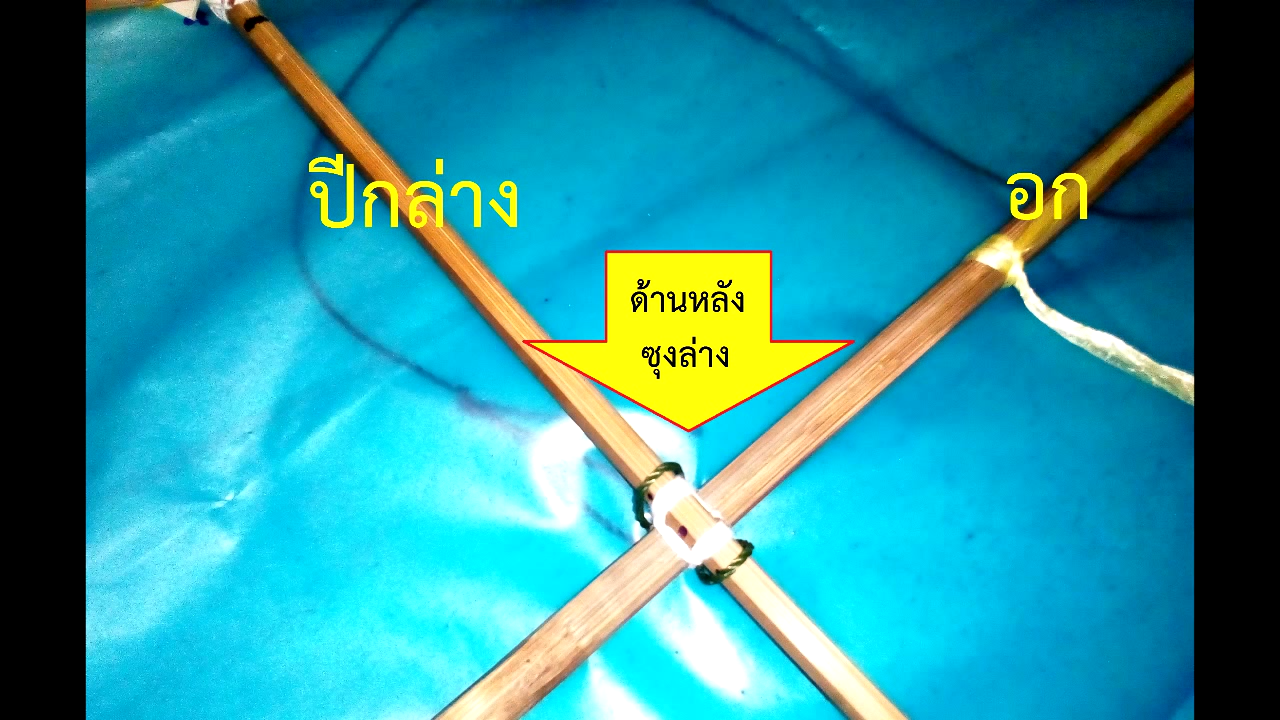 ปีกล่าง
อก
ด้านหลัง
ซุงล่าง